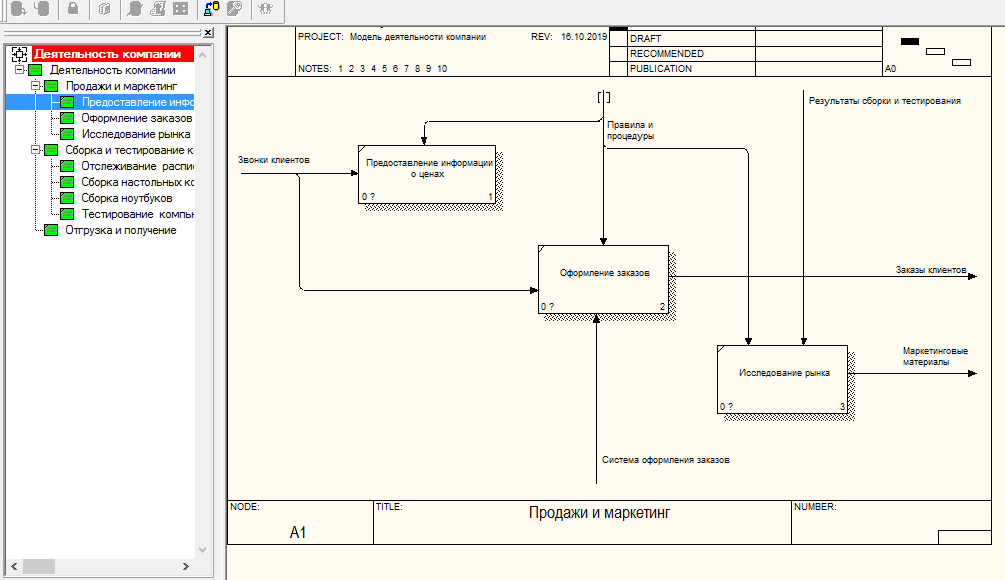 Деятельность компании
Деятельность компании
Продажи и маркетинг
Предоставление инфо
Оформление заказов
Исследование рынка
Сборка и тестирование к
Отслеживание распис
Сборка настольных ко
Сборка ноутбуков
Тестирование компь
Отгрузка и получение
PROJECT: Модель деятельности компании
REV: 16.10.2019
NOTES: 1 2 3 4 5 6 7 8 9 10
DRAFT
RECOMMENDED
PUBLICATION
A0
Результаты сборки и тестирования
Правила и
процедуры
Звонки клиентов
Предоставление информации
о ценах
0 ? 1
Оформление заказов
0 ? 2
Заказы клиентов
Исследование рынка
0 ? 3
Маркетинговые
материалы
Система оформления заказов
NODE:
A1
TITLE:
Продажи и маркетинг
NUMBER: